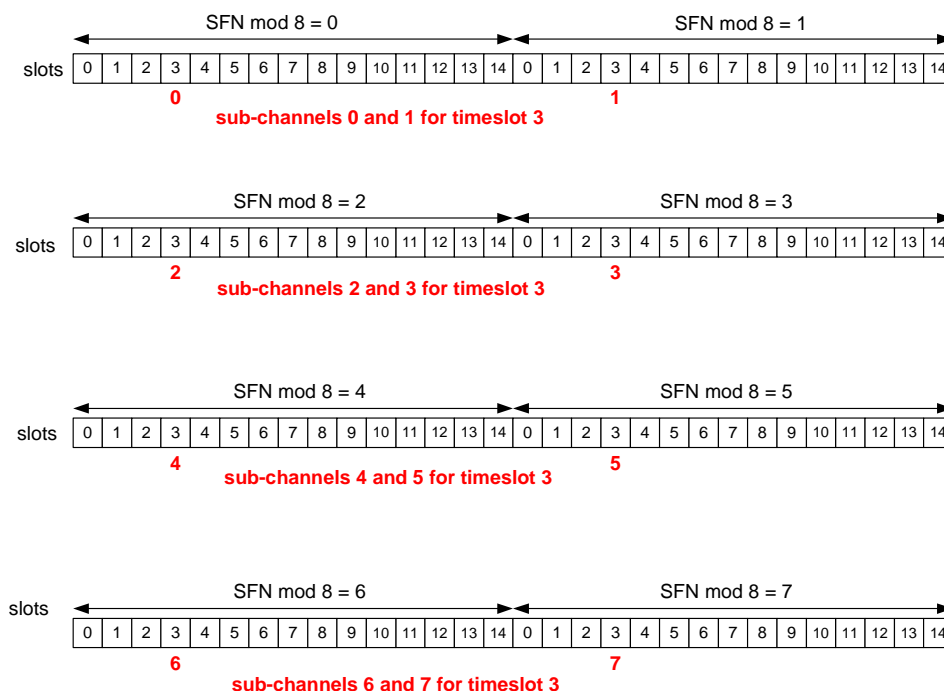 SFN mod 8 = 0 SFN mod 8 = 1
slots 0 1 2 3 4 5 6 7 8 9 10 11 12 13 14 0 1 2 3 4 5 6 7 8 9 10 11 12 13 14
0 1
sub-channels 0 and 1 for timeslot 3
SFN mod 8 = 2 SFN mod 8 = 3
slots 0 1 2 3 4 5 6 7 8 9 10 11 12 13 14 0 1 2 3 4 5 6 7 8 9 10 11 12 13 14
2 3
sub-channels 2 and 3 for timeslot 3
SFN mod 8 = 4 SFN mod 8 = 5
slots 0 1 2 3 4 5 6 7 8 9 10 11 12 13 14 0 1 2 3 4 5 6 7 8 9 10 11 12 13 14
4 5
sub-channels 4 and 5 for timeslot 3
SFN mod 8 = 6 SFN mod 8 = 7
slots
0 1 2 3 4 5 6 7 8 9 10 11 12 13 14 0 1 2 3 4 5 6 7 8 9 10 11 12 13 14
6 7
sub-channels 6 and 7 for timeslot 3